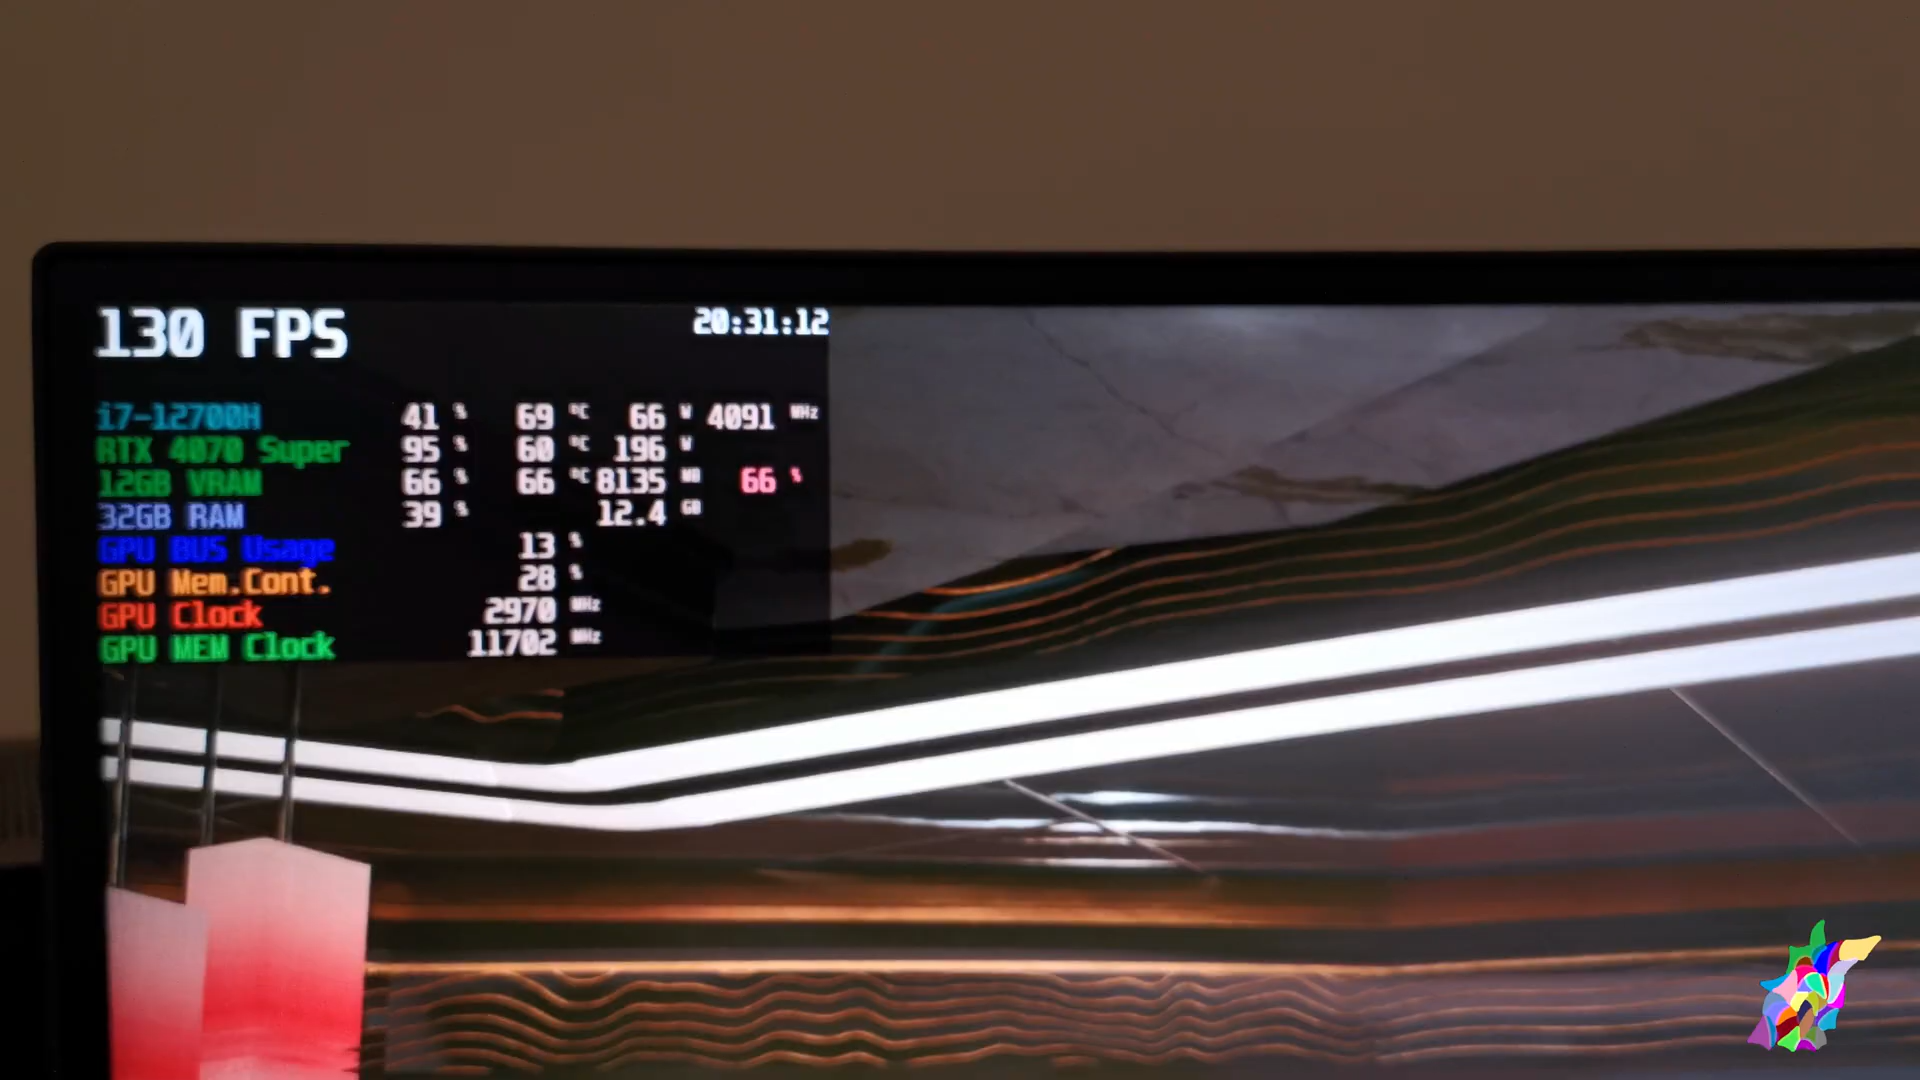 130 FPS 20:31:12
i7-12700H 41 % 69 °C 66 W 4091 MHz
RTX 4070 Super 95 % 60 °C 196 W
12GB VRAM 66 % 66 °C 8135 MB 66 %
32GB RAM 39 % 12.4 GB
GPU BUS Usage 13 %
GPU Mem.Cont. 28 %
GPU Clock 2970 MHz
GPU MEM Clock 11702 MHz